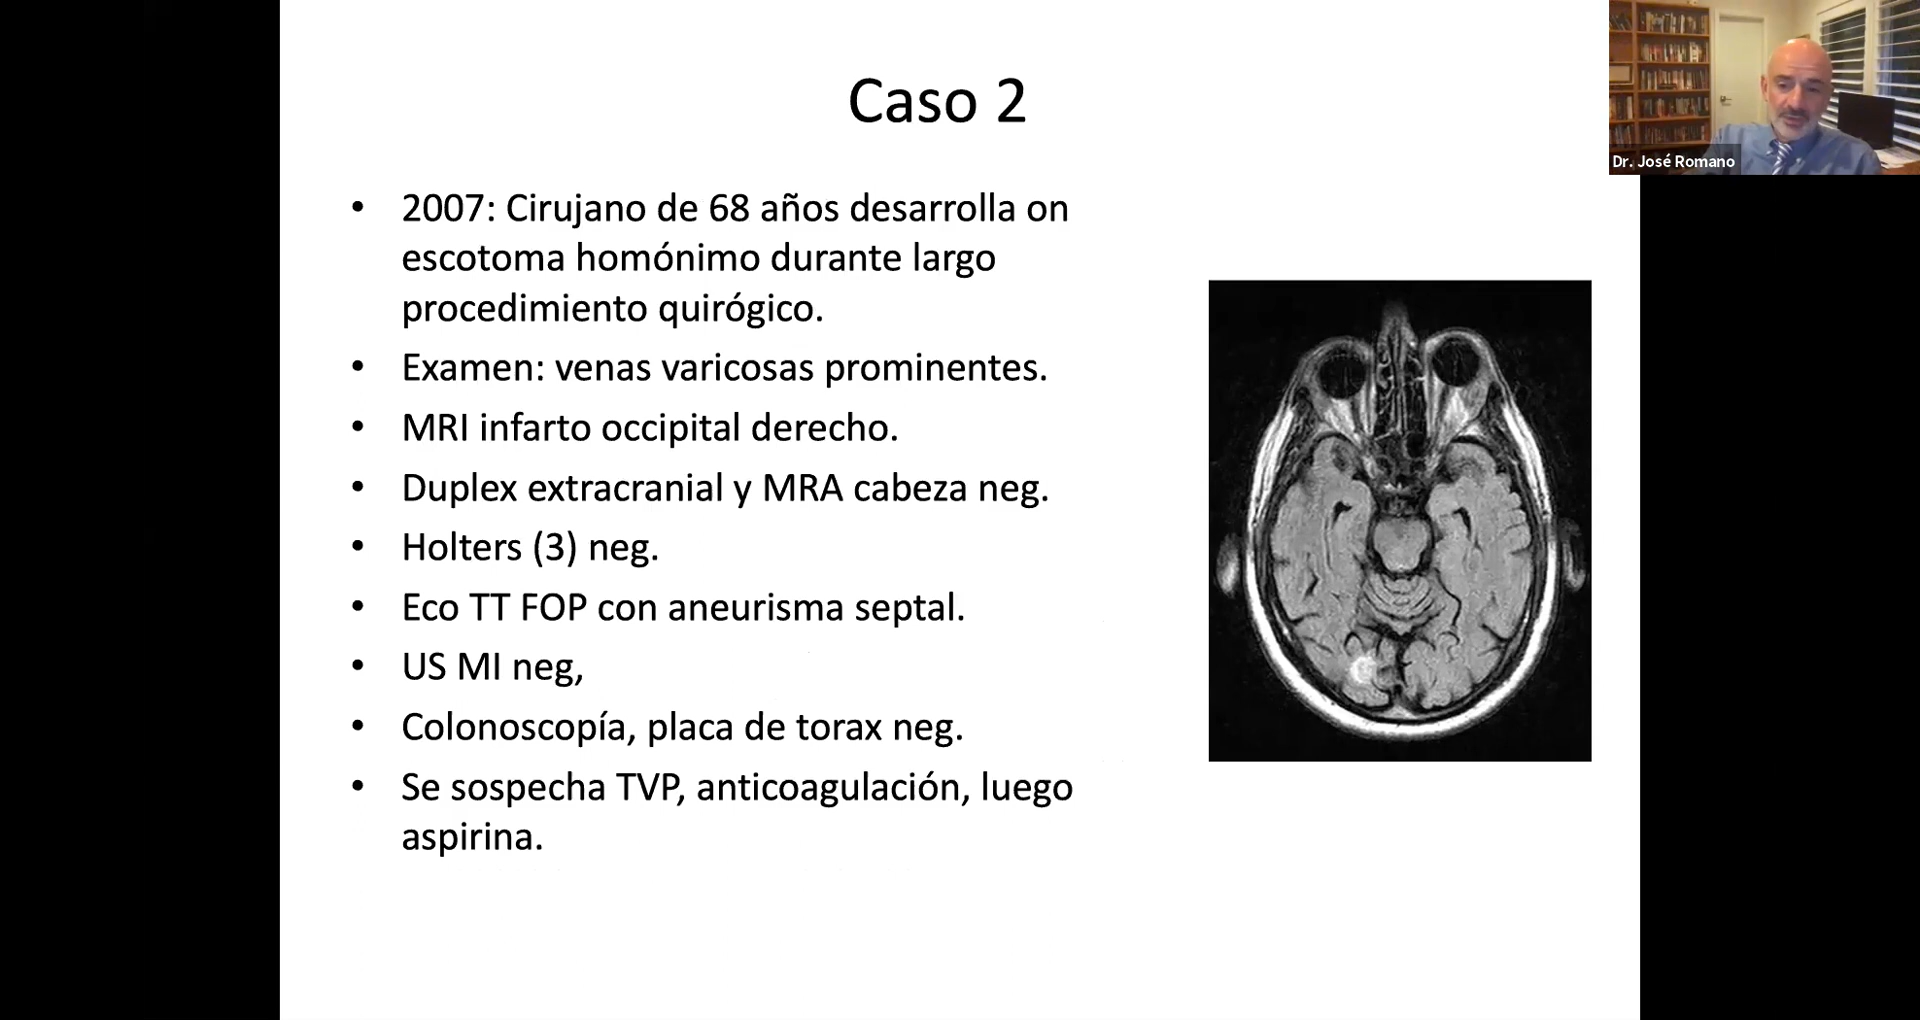 Caso 2
• 2007: Cirujano de 68 años desarrolla on
escotoma homónimo durante largo
procedimiento quirógico.
• Examen: venas varicosas prominentes.
• MRI infarto occipital derecho.
• Duplex extracranial y MRA cabeza neg.
• Holters (3) neg.
• Eco TT FOP con aneurisma septal.
• US MI neg,
• Colonoscopía, placa de torax neg.
• Se sospecha TVP, anticoagulación, luego
aspirina.
Dr. José Romano